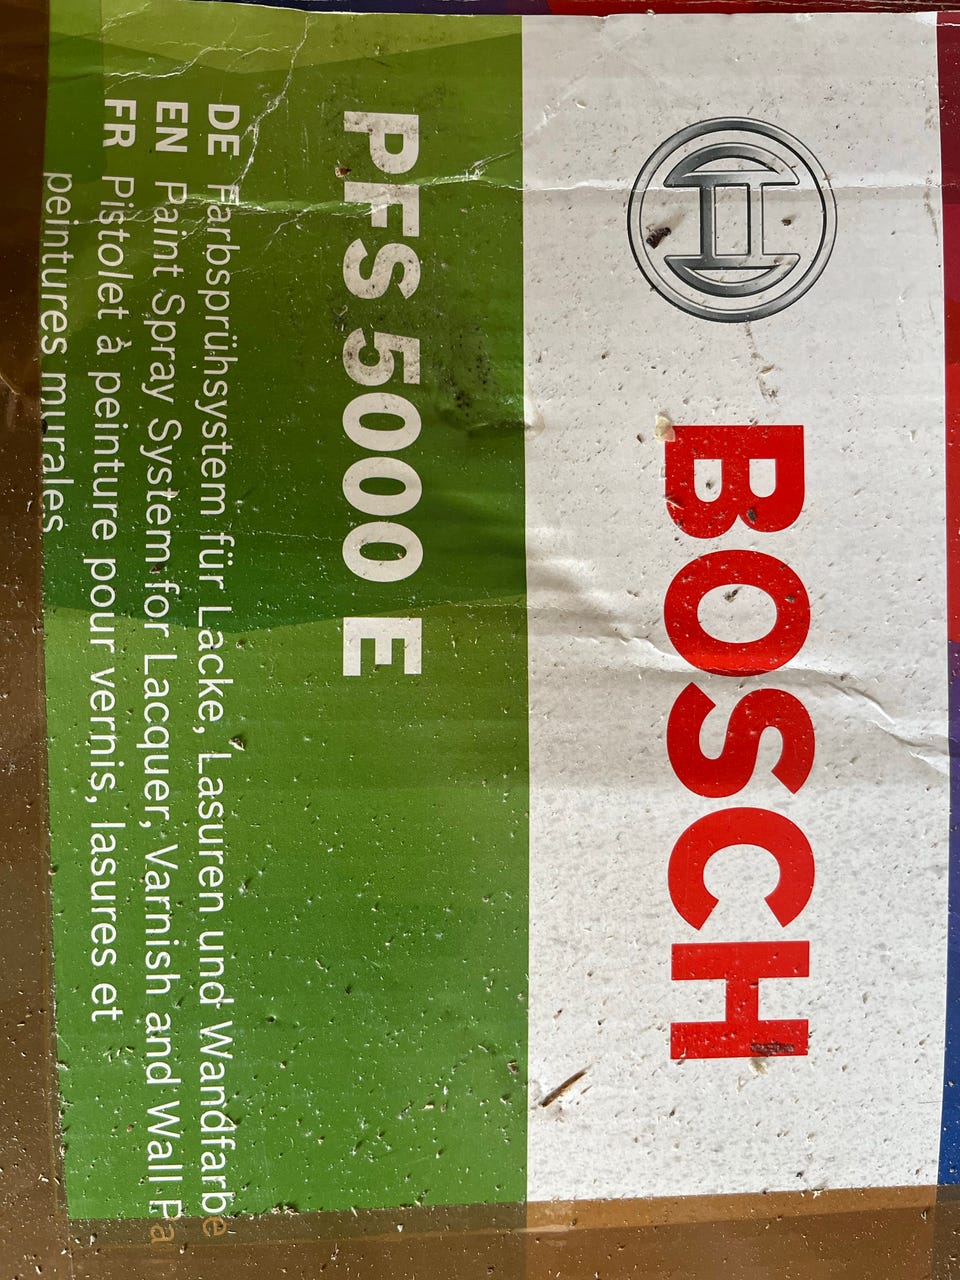 BOSCH
PFS 5000 E
DE Farbsprühsystem für Lacke, Lasuren und Wandfarbe
EN Paint Spray System for Lacquer, Varnish and Wall Pa
FR Pistolet à peinture pour vernis, lasures et
peintures murales